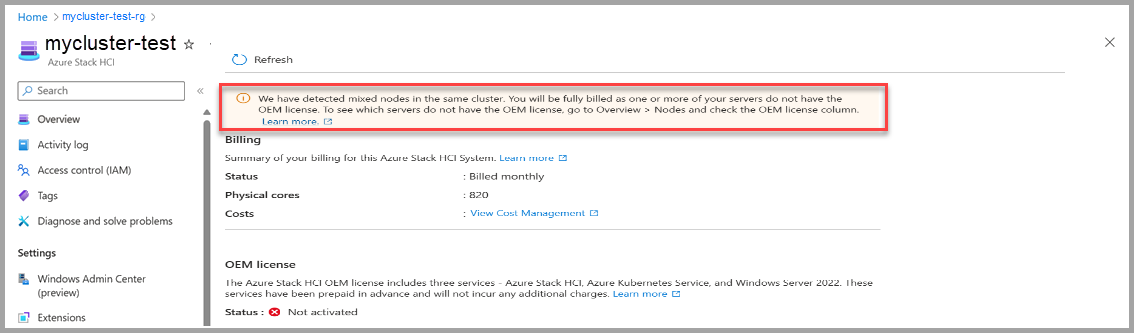 Home > mycluster-test-rg >
mycluster-test
Azure Stack HCI
Search
Overview
Activity log
Access control (IAM)
Tags
Diagnose and solve problems
Settings
Windows Admin Center
(preview)
Extensions
Refresh
We have detected mixed nodes in the same cluster. You will be fully billed as one or more of your servers do not have the
OEM license. To see which servers do not have the OEM license, go to Overview > Nodes and check the OEM license column.
Learn more.
Billing
Summary of your billing for this Azure Stack HCI System. Learn more
Status : Billed monthly
Physical cores : 820
Costs : View Cost Management
OEM license
The Azure Stack HCI OEM license includes three services - Azure Stack HCI, Azure Kubernetes Service, and Windows Server 2022. These
services have been prepaid in advance and will not incur any additional charges. Learn more
Status : Not activated